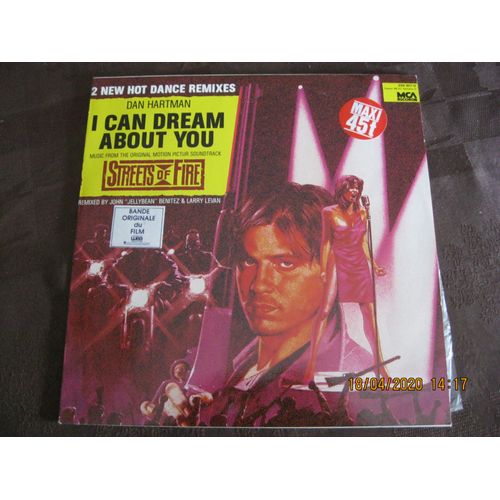 2 NEW HOT DANCE REMIXES
DAN HARTMAN
I CAN DREAM
ABOUT YOU
MUSIC FROM THE ORIGINAL MOTION PICTUR SOUNDTRACK
STREETS OF FIRE
REMIXED BY JOHN "JELLYBEAN" BENITEZ & LARRY LEVAN
BANDE
ORIGINALE
du
FILM
MAXI
45t
MCA
RECORDS
18/04/2020 14:17